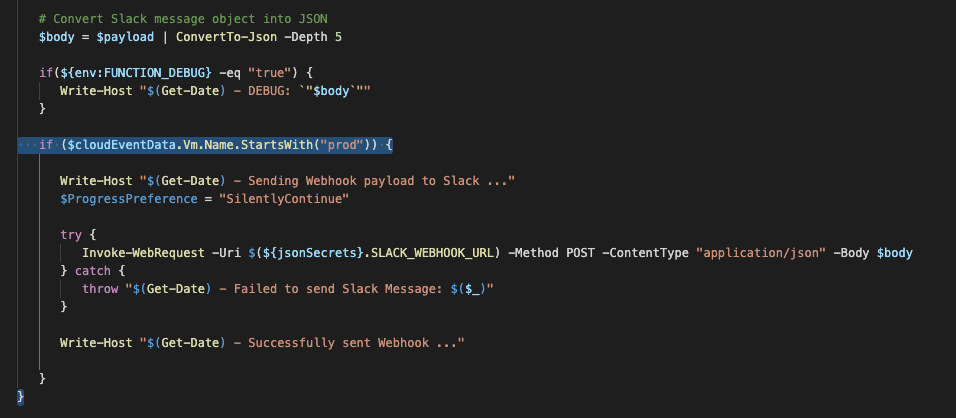 # Convert Slack message object into JSON
$body = $payload | ConvertTo-Json -Depth 5
if(${env:FUNCTION_DEBUG} -eq "true") {
Write-Host "$(Get-Date) - DEBUG: `"$body`""
}
if ($cloudEventData.Vm.Name.StartsWith("prod")) {
Write-Host "$(Get-Date) - Sending Webhook payload to Slack ..."
$ProgressPreference = "SilentlyContinue"
try {
Invoke-WebRequest -Uri $(${jsonSecrets}.SLACK_WEBHOOK_URL) -Method POST -ContentType "application/json" -Body $body
} catch {
throw "$(Get-Date) - Failed to send Slack Message: $($_)"
}
Write-Host "$(Get-Date) - Successfully sent Webhook ..."
}
}